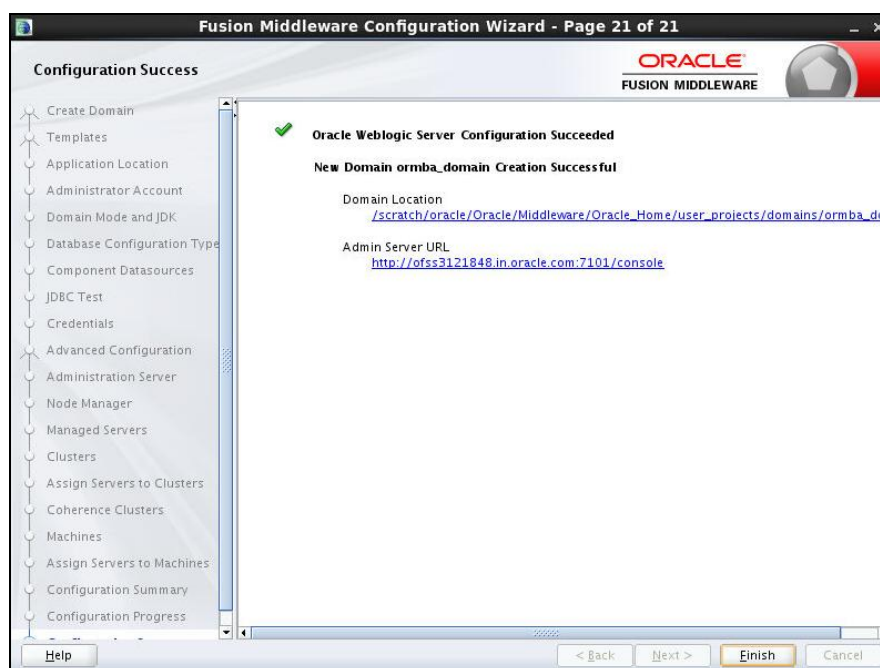 Fusion Middleware Configuration Wizard - Page 21 of 21
Configuration Success
ORACLE
FUSION MIDDLEWARE
Create Domain
Templates
Application Location
Administrator Account
Domain Mode and JDK
Database Configuration Type
Component Datasources
JDBC Test
Credentials
Advanced Configuration
Administration Server
Node Manager
Managed Servers
Clusters
Assign Servers to Clusters
Coherence Clusters
Machines
Assign Servers to Machines
Configuration Summary
Configuration Progress
Oracle Weblogic Server Configuration Succeeded
New Domain ormba_domain Creation Successful
Domain Location
/scratch/oracle/Oracle/Middleware/Oracle_Home/user_projects/domains/ormba_do
Admin Server URL
http://ofss3121848.in.oracle.com:7101/console
Help
< Back
Next >
Finish
Cancel